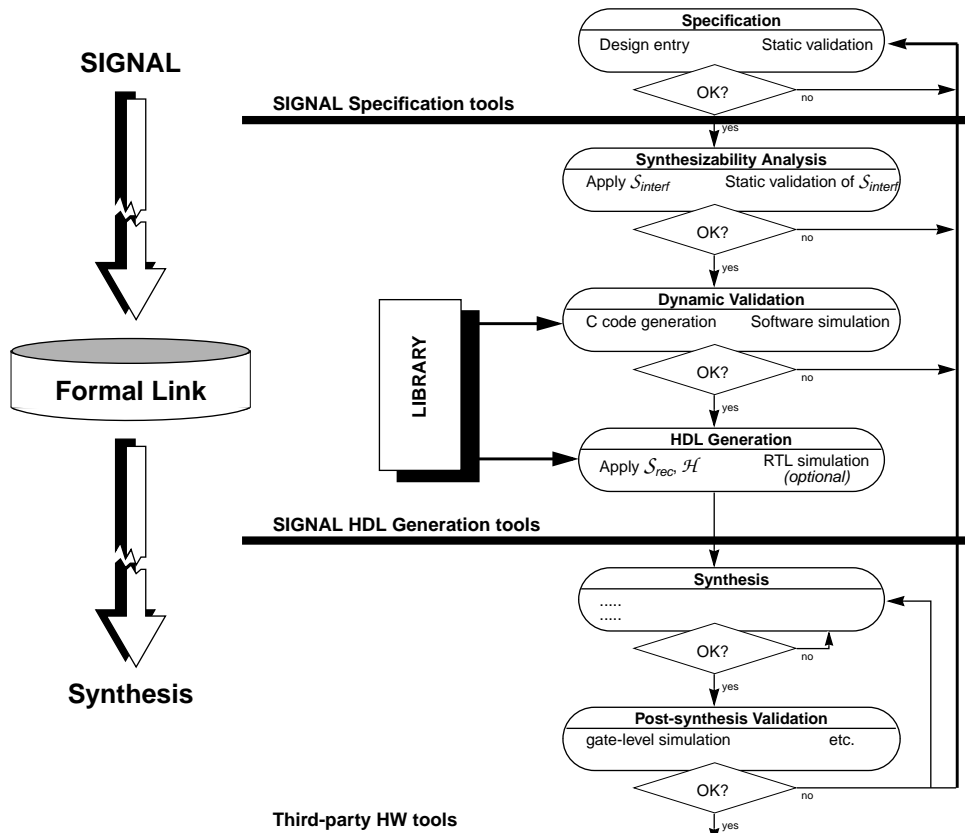 Specification
Design entry Static validation
SIGNAL
OK?
no
SIGNAL Specification tools
yes
Synthesizability Analysis
Apply 𝒮interf Static validation of 𝒮interf
OK?
no
yes
Dynamic Validation
C code generation Software simulation
LIBRARY
OK?
no
Formal Link
yes
HDL Generation
Apply 𝒮rec, ℋ RTL simulation
(optional)
SIGNAL HDL Generation tools
Synthesis
.....
.....
OK?
no
Synthesis
yes
Post-synthesis Validation
gate-level simulation etc.
OK?
no
Third-party HW tools
yes